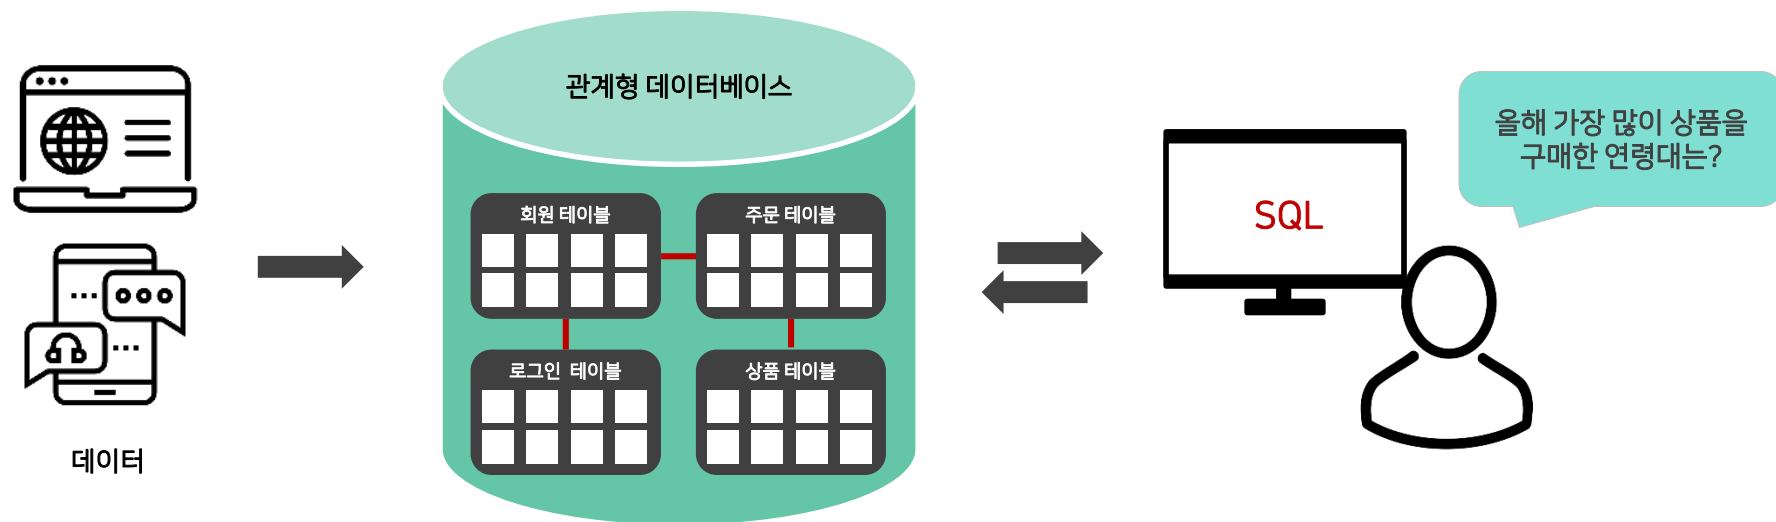 관계형 데이터베이스
올해 가장 많이 상품을
구매한 연령대는?
회원 테이블
주문 테이블
SQL
로그인 테이블
상품 테이블
데이터